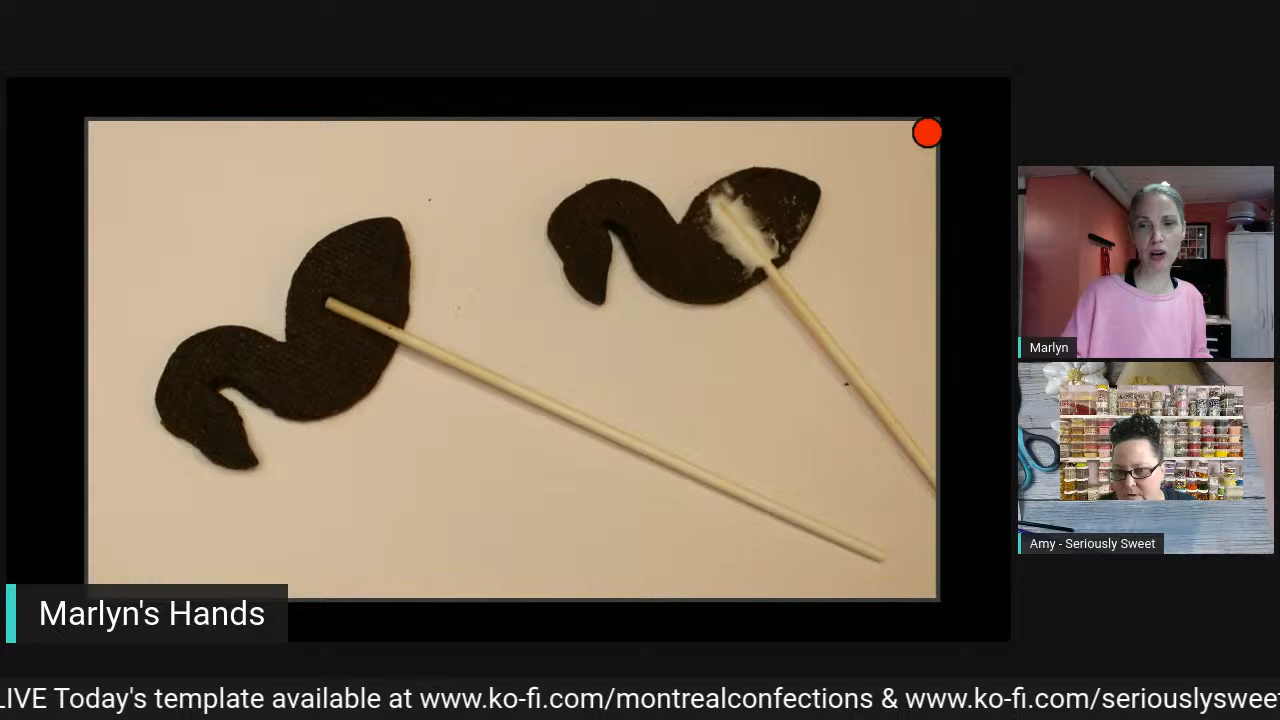 Marlyn
Amy - Seriously Sweet
Marlyn's Hands
LIVE Today's template available at www.ko-fi.com/montrealconfections & www.ko-fi.com/seriouslysweet